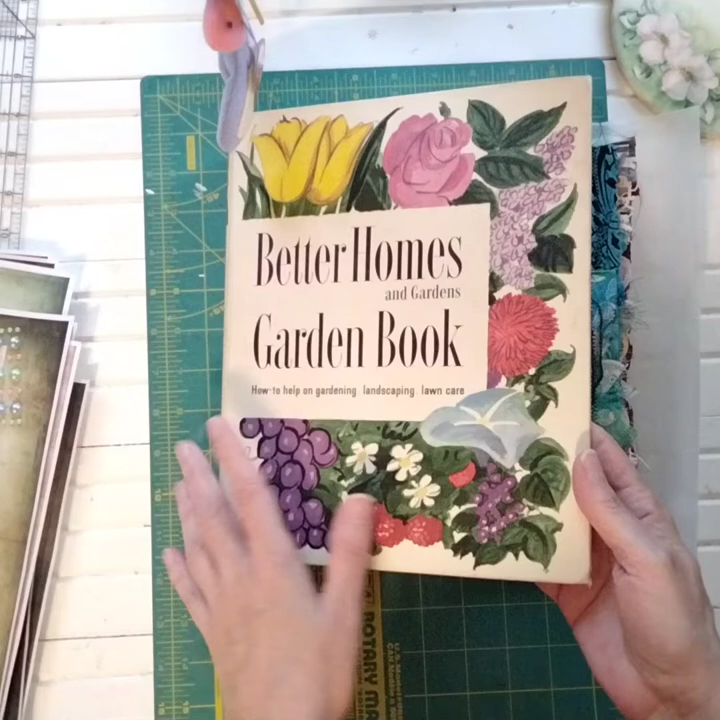 Better Homes
and Gardens
Garden Book
How-to help on gardening landscaping lawn care
ROTARY MA